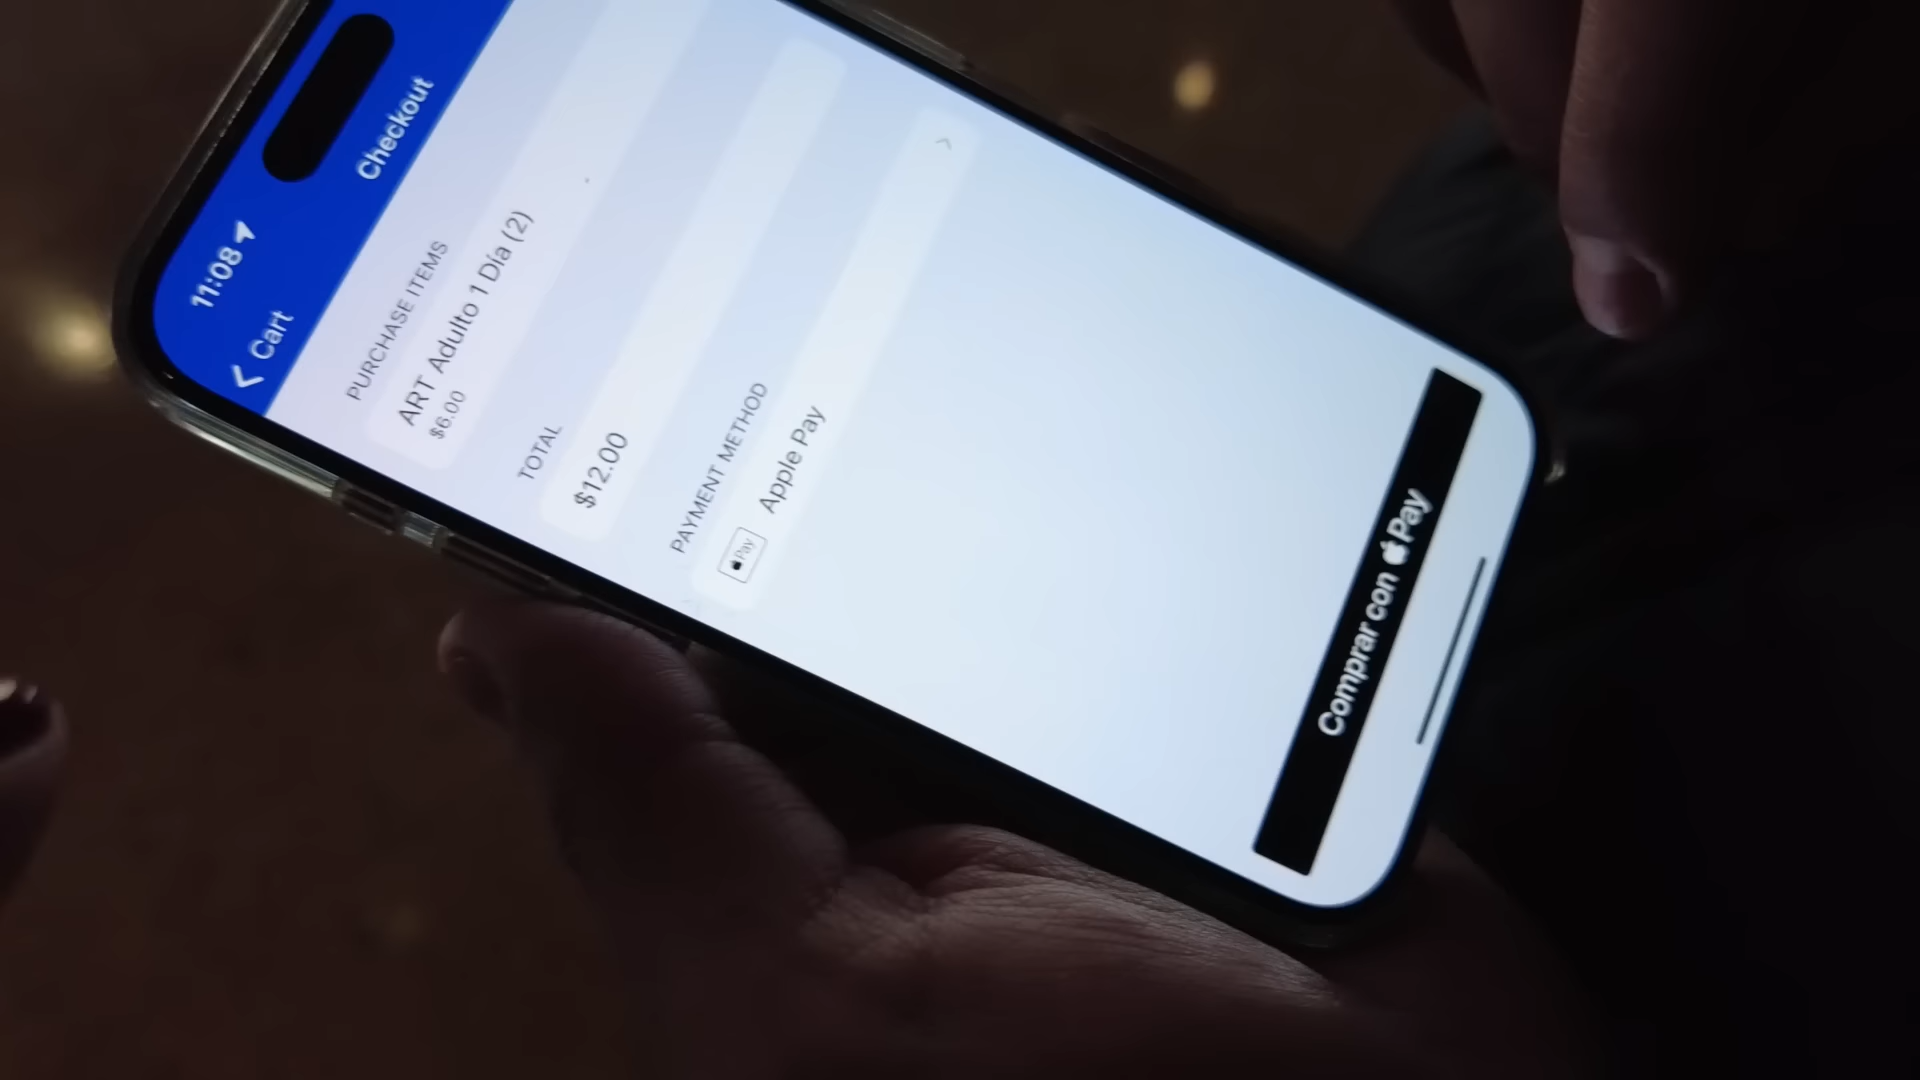 11:08
Cart
Checkout
PURCHASE ITEMS
ART Adulto 1 Día (2)
$6.00
TOTAL
$12.00
PAYMENT METHOD
Pay
Apple Pay
Comprar con Pay